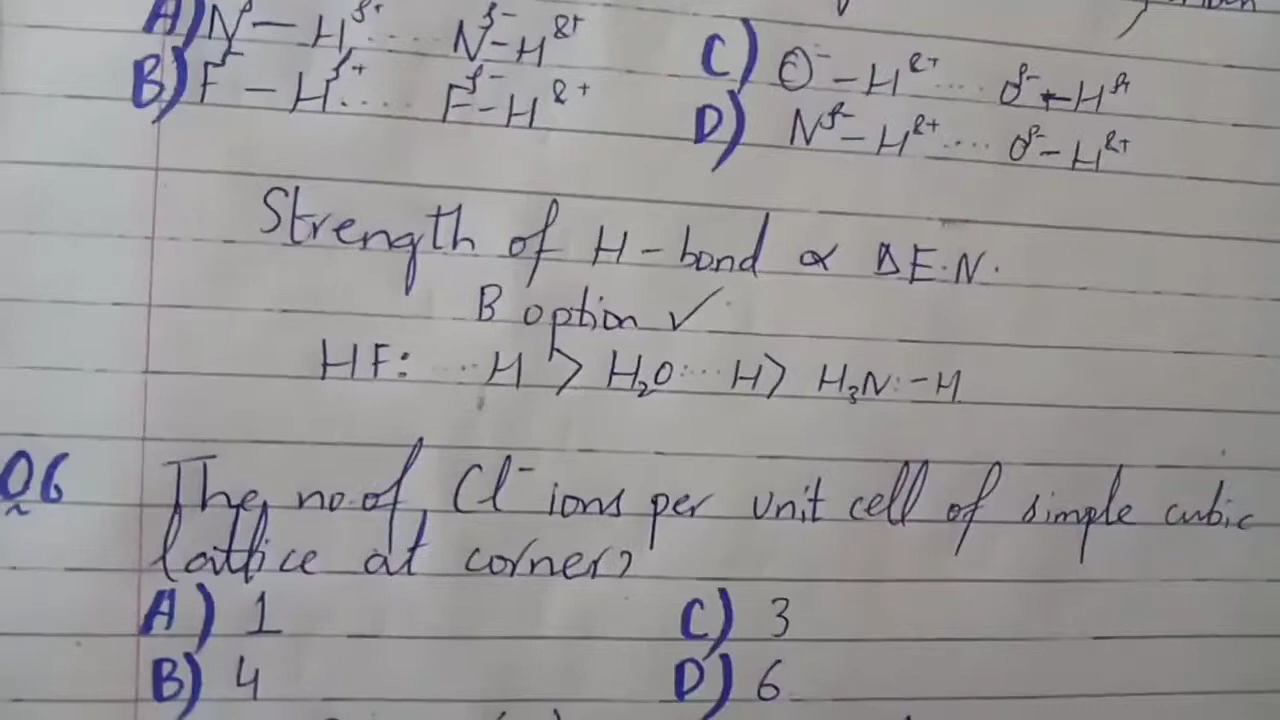 A) N – H δ+ .... N δ- – H δ+
C) O⁻ – H δ+ .... O δ- – H δ+
B) F – H δ+ .... F δ- – H δ+
D) N δ- – H δ+ .... O δ- – H δ+
Strength of H-bond ∝ Δ E.N.
B option ✓
HF: ··· H > H₂O: ··· H > H₃N: – H
Q6 The no. of Cl⁻ ions per unit cell of simple cubic
lattice at corners
A) 1 C) 3
B) 4 D) 6